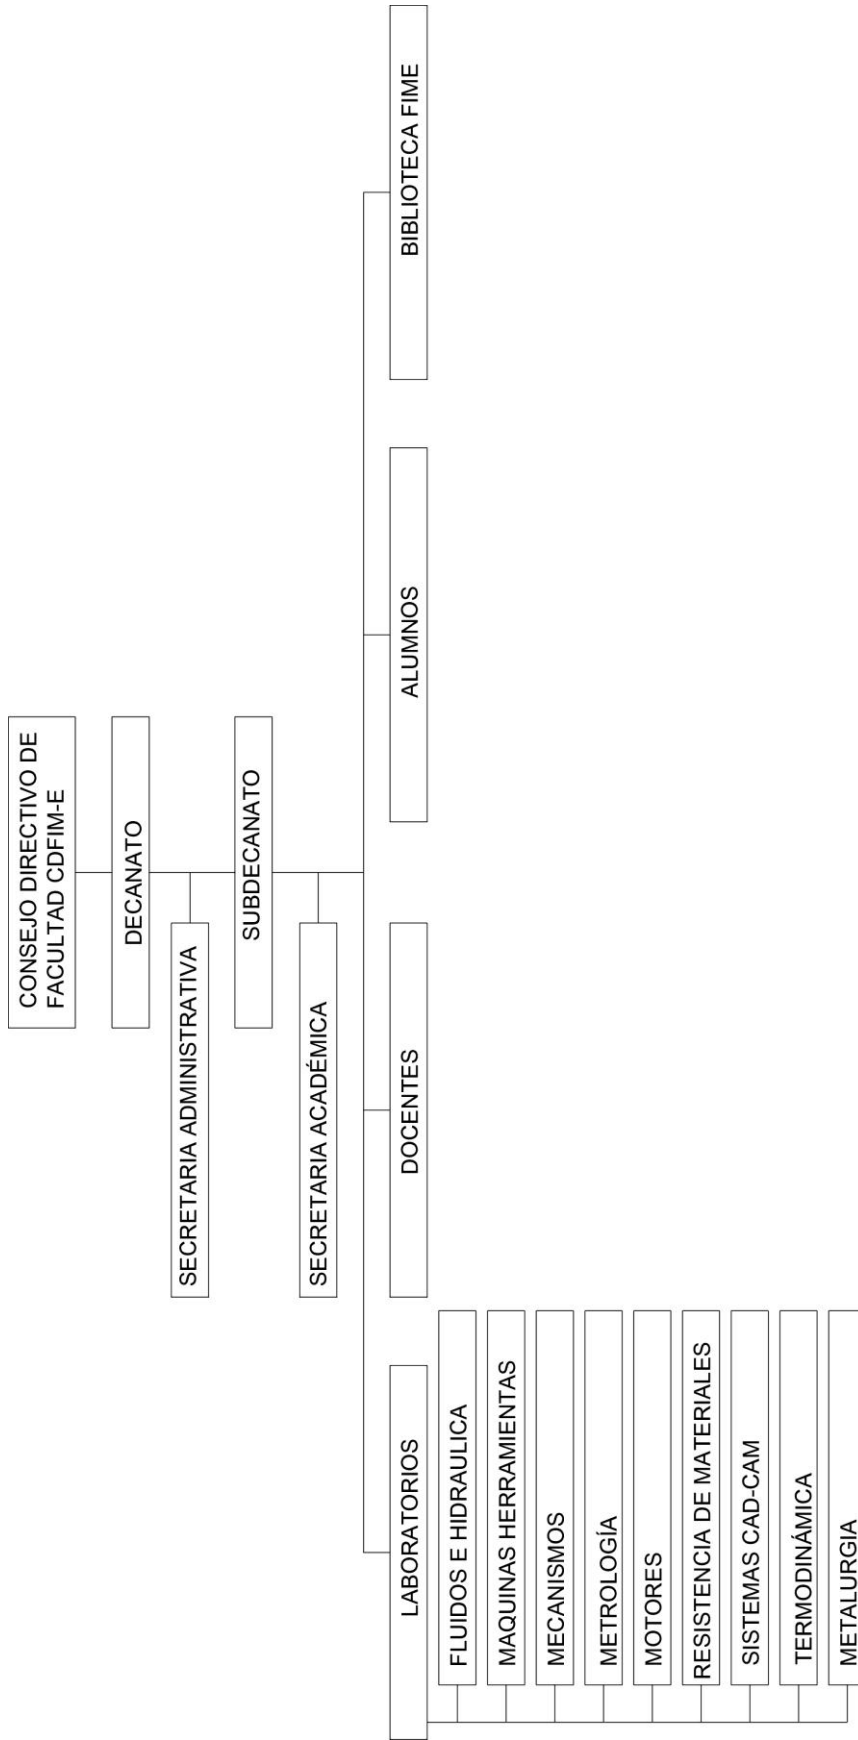 CONSEJO DIRECTIVO DE
FACULTAD CDFIM-E
DECANATO
SECRETARIA ADMINISTRATIVA
SUBDECANATO
SECRETARIA ACADÉMICA
LABORATORIOS
DOCENTES
ALUMNOS
BIBLIOTECA FIME
FLUIDOS E HIDRAULICA
MAQUINAS HERRAMIENTAS
MECANISMOS
METROLOGÍA
MOTORES
RESISTENCIA DE MATERIALES
SISTEMAS CAD-CAM
TERMODINÁMICA
METALURGIA